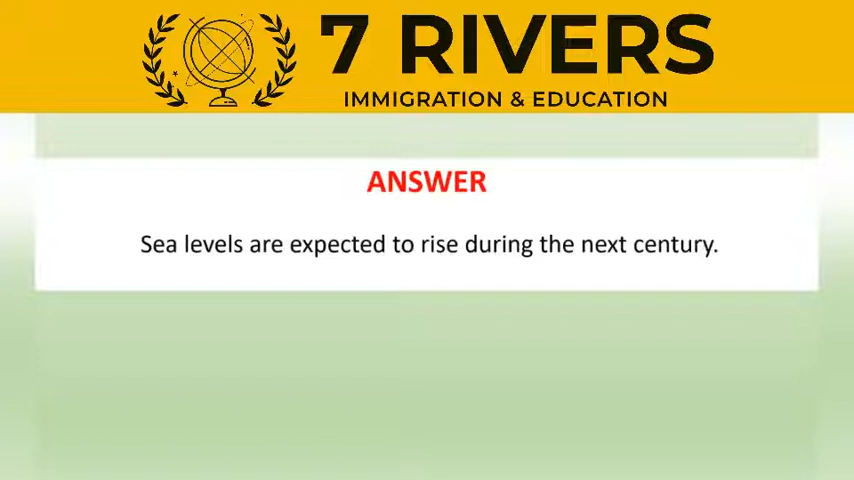 7 RIVERS
IMMIGRATION & EDUCATION
ANSWER
Sea levels are expected to rise during the next century.